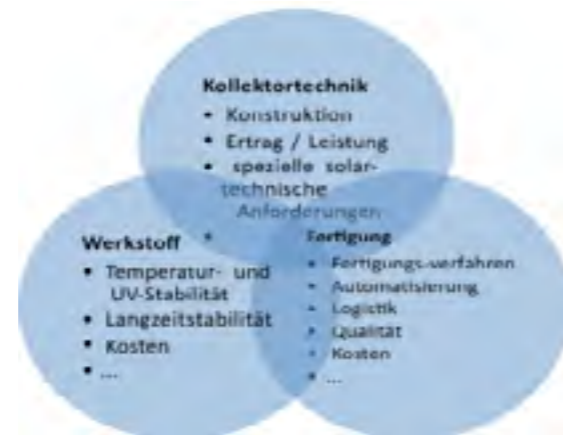 Kollektortechnik
• Konstruktion
• Ertrag / Leistung
• spezielle solar-
technische
Anforderungen
Werkstoff •
• Temperatur- und
UV-Stabilität
• Langzeitstabilität
• Kosten
• ...
Fertigung
• Fertigungs-verfahren
• Automatisierung
• Logistik
• Qualität
• Kosten
• ...